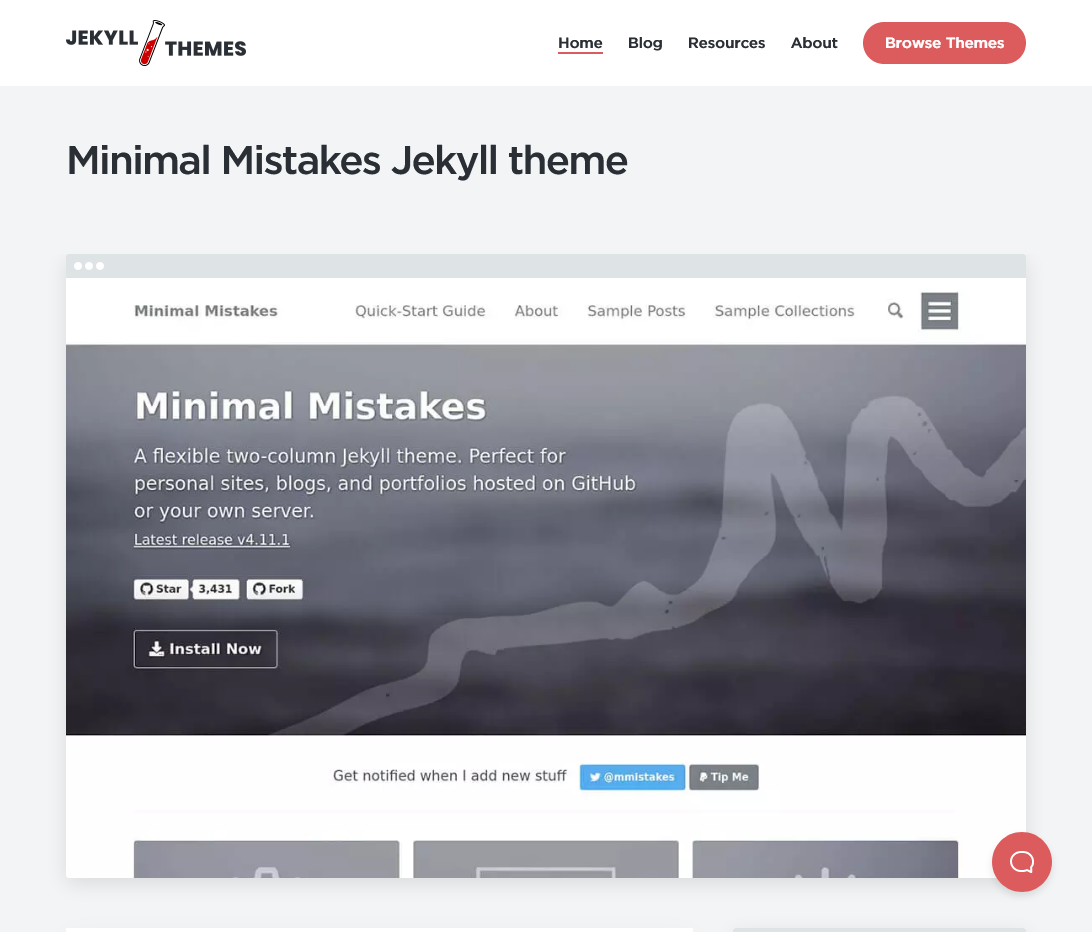 JEKYLL THEMES
Home Blog Resources About Browse Themes
Minimal Mistakes Jekyll theme
Minimal Mistakes Quick-Start Guide About Sample Posts Sample Collections
Minimal Mistakes
A flexible two-column Jekyll theme. Perfect for
personal sites, blogs, and portfolios hosted on GitHub
or your own server.
Latest release v4.11.1
Star 3,431 Fork
Install Now
Get notified when I add new stuff @mmistakes Tip Me